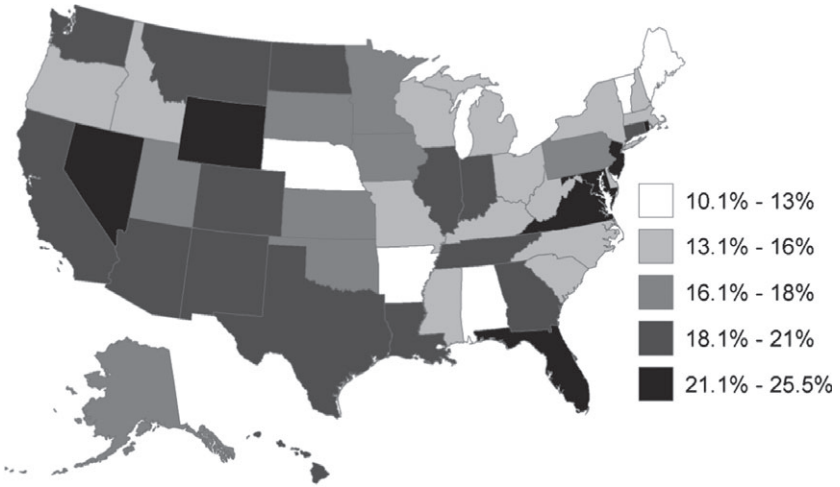 10.1% - 13%
13.1% - 16%
16.1% - 18%
18.1% - 21%
21.1% - 25.5%